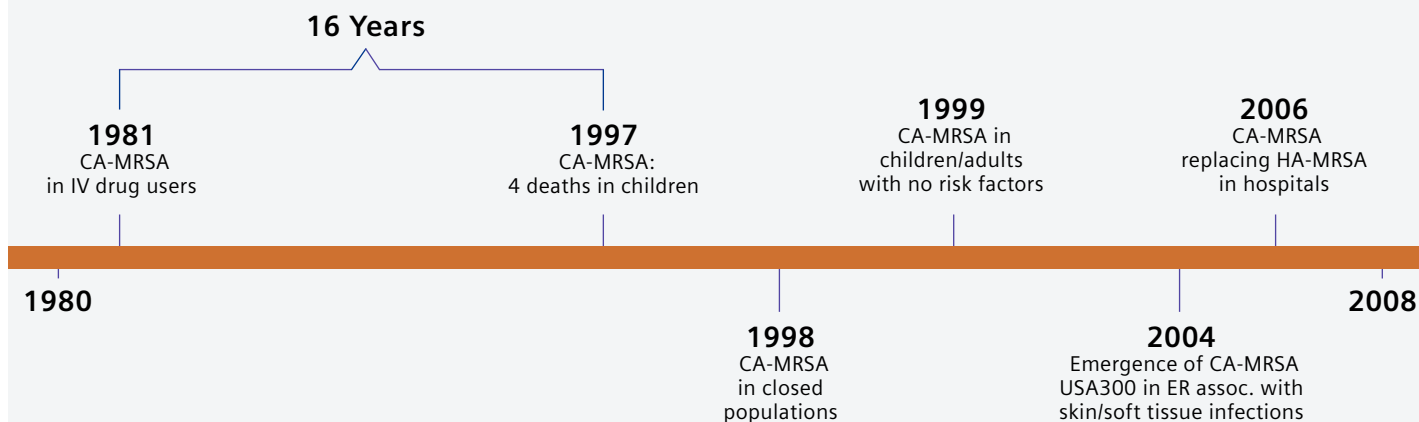 16 Years
1981
CA-MRSA
in IV drug users
1997
CA-MRSA:
4 deaths in children
1999
CA-MRSA in
children/adults
with no risk factors
2006
CA-MRSA
replacing HA-MRSA
in hospitals
1980
2008
1998
CA-MRSA
in closed
populations
2004
Emergence of CA-MRSA
USA300 in ER assoc. with
skin/soft tissue infections